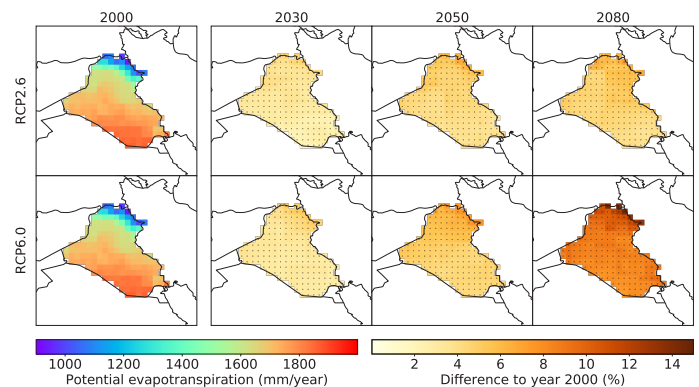 2000 2030 2050 2080
RCP2.6
RCP6.0
1000 1200 1400 1600 1800 2 4 6 8 10 12 14
Potential evapotranspiration (mm/year) Difference to year 2000 (%)